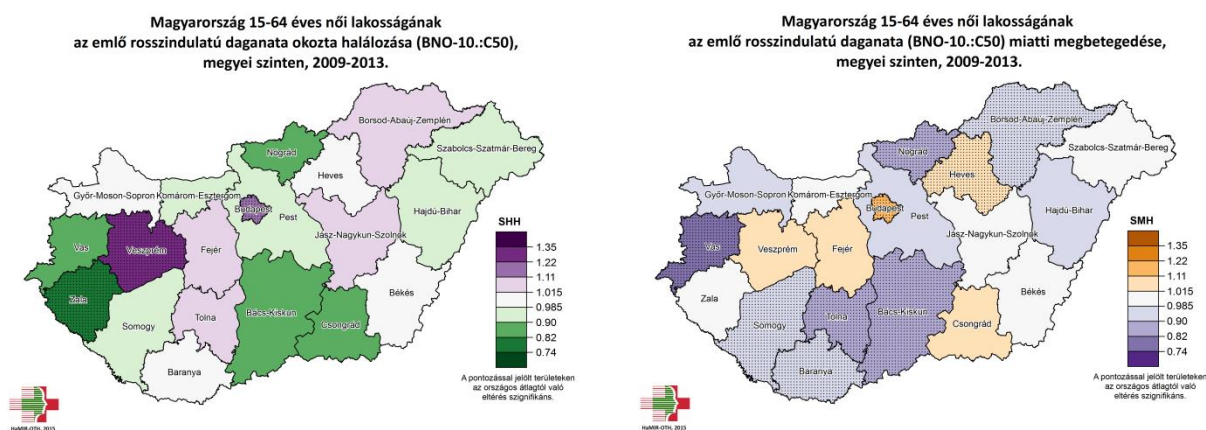 Magyarország 15-64 éves női lakosságának
az emlő rosszindulatú daganata okozta halálozása (BNO-10.:C50),
megyei szinten, 2009-2013.
Borsod-Abaúj-Zemplén
Szabolcs-Szatmár-Bereg
Nógrád
Heves
Győr-Moson-Sopron
Komárom-Esztergom
Budapest
Pest
Hajdú-Bihar
Jász-Nagykun-Szolnok
Vas
Veszprém
Fejér
Zala
Somogy
Tolna
Bács-Kiskun
Csongrád
Békés
Baranya
SHH
1.35
1.22
1.11
1.015
0.985
0.90
0.82
0.74
A pontozással jelölt területeken
az országos átlagtól való
eltérés szignifikáns.
HaMIR-OTH, 2015
Magyarország 15-64 éves női lakosságának
az emlő rosszindulatú daganata (BNO-10.:C50) miatti megbetegedése,
megyei szinten, 2009-2013.
Borsod-Abaúj-Zemplén
Szabolcs-Szatmár-Bereg
Nógrád
Heves
Győr-Moson-Sopron
Komárom-Esztergom
Budapest
Pest
Hajdú-Bihar
Jász-Nagykun-Szolnok
Vas
Veszprém
Fejér
Zala
Somogy
Tolna
Bács-Kiskun
Csongrád
Békés
Baranya
SMH
1.35
1.22
1.11
1.015
0.985
0.90
0.82
0.74
A pontozással jelölt területeken
az országos átlagtól való
eltérés szignifikáns.
HaMIR-OTH, 2015